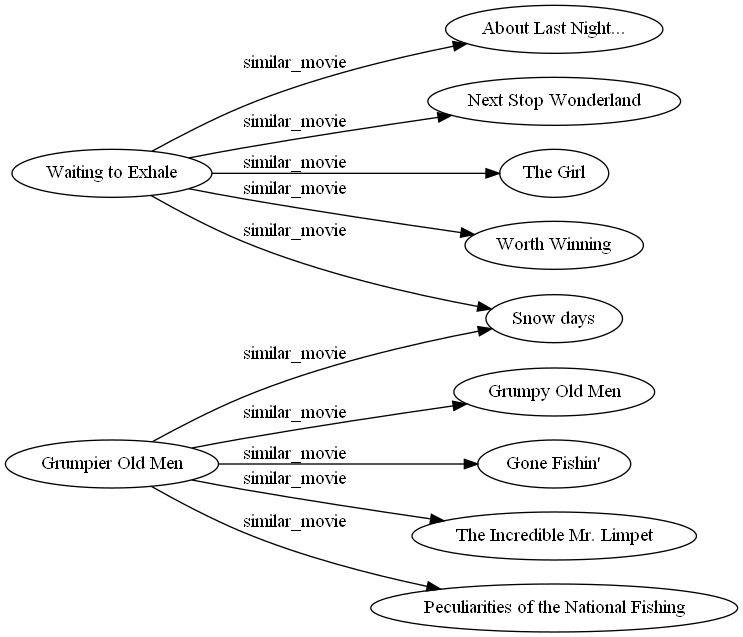 About Last Night...
similar_movie
Next Stop Wonderland
similar_movie
similar_movie
The Girl
Waiting to Exhale
similar_movie
Worth Winning
similar_movie
Snow days
similar_movie
Grumpy Old Men
similar_movie
similar_movie
Gone Fishin'
Grumpier Old Men
similar_movie
The Incredible Mr. Limpet
similar_movie
Peculiarities of the National Fishing